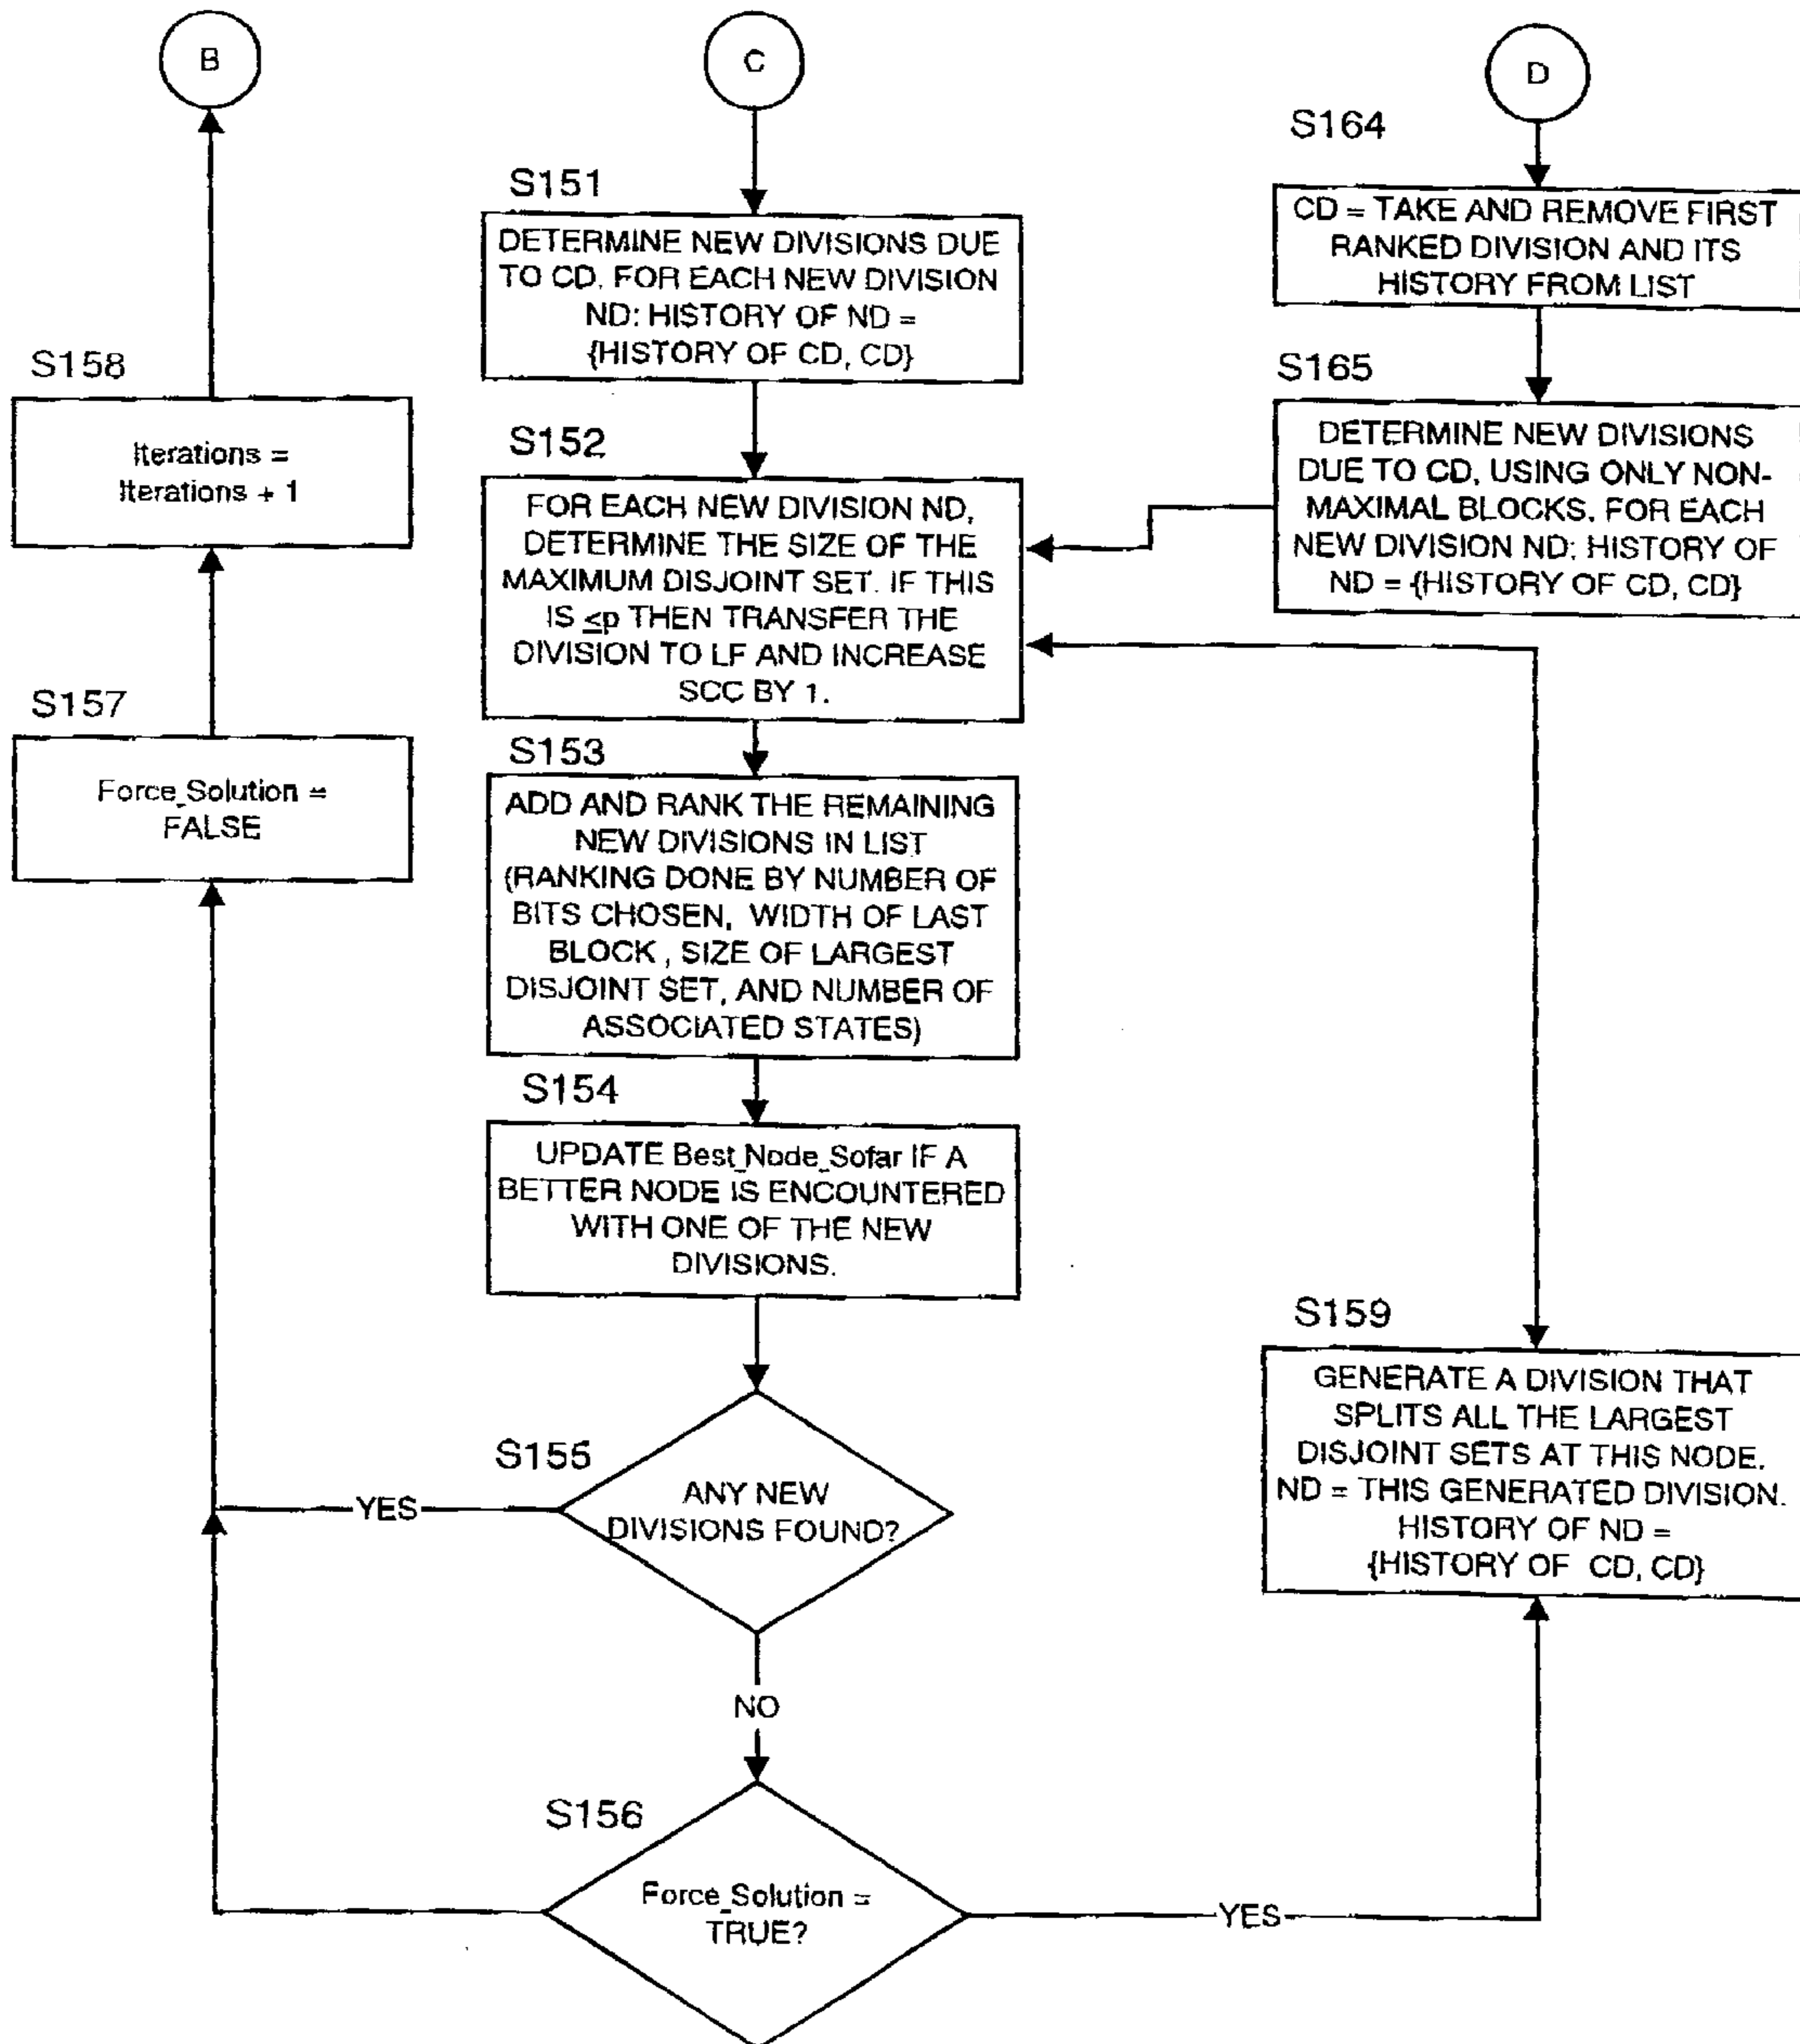 B
C
D
S164
S151
CD = TAKE AND REMOVE FIRST
RANKED DIVISION AND ITS
HISTORY FROM LIST
DETERMINE NEW DIVISIONS DUE
TO CD. FOR EACH NEW DIVISION
ND: HISTORY OF ND =
{HISTORY OF CD, CD}
S158
Iterations =
Iterations + 1
S165
DETERMINE NEW DIVISIONS
DUE TO CD, USING ONLY NON-
MAXIMAL BLOCKS. FOR EACH
NEW DIVISION ND: HISTORY OF
ND = {HISTORY OF CD, CD}
S152
FOR EACH NEW DIVISION ND,
DETERMINE THE SIZE OF THE
MAXIMUM DISJOINT SET. IF THIS
IS ≤p THEN TRANSFER THE
DIVISION TO LF AND INCREASE
SCC BY 1.
S157
Force_Solution =
FALSE
S153
ADD AND RANK THE REMAINING
NEW DIVISIONS IN LIST
(RANKING DONE BY NUMBER OF
BITS CHOSEN, WIDTH OF LAST
BLOCK , SIZE OF LARGEST
DISJOINT SET, AND NUMBER OF
ASSOCIATED STATES)
S154
UPDATE Best_Node_Sofar IF A
BETTER NODE IS ENCOUNTERED
WITH ONE OF THE NEW
DIVISIONS.
S159
GENERATE A DIVISION THAT
SPLITS ALL THE LARGEST
DISJOINT SETS AT THIS NODE.
ND = THIS GENERATED DIVISION.
HISTORY OF ND =
{HISTORY OF CD, CD}
S155
ANY NEW
DIVISIONS FOUND?
YES
NO
S156
Force_Solution =
TRUE?
YES